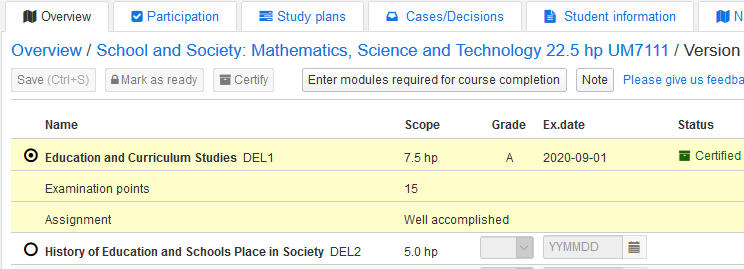 Overview Participation Study plans Cases/Decisions Student information N
Overview / School and Society: Mathematics, Science and Technology 22.5 hp UM7111 / Version
Save (Ctrl+S) Mark as ready Certify Enter modules required for course completion Note Please give us feedba
Name Scope Grade Ex.date Status
Education and Curriculum Studies DEL1 7.5 hp A 2020-09-01 Certified
Examination points 15
Assignment Well accomplished
History of Education and Schools Place in Society DEL2 5.0 hp YYMMDD